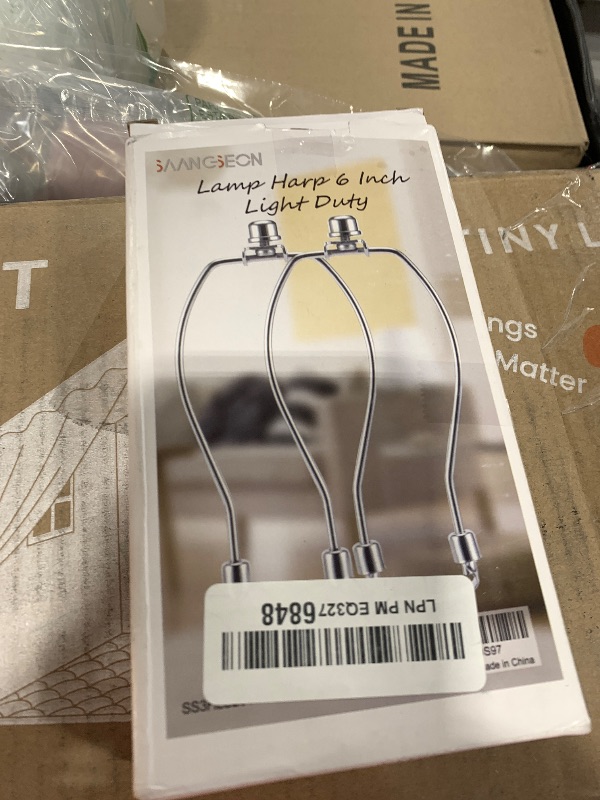 MADE IN
SAANGSEON
Lamp Harp 6 Inch
Light Duty
T
TINY L
ngs
Matter
LPN PM EQ3276848
S97
ade in China